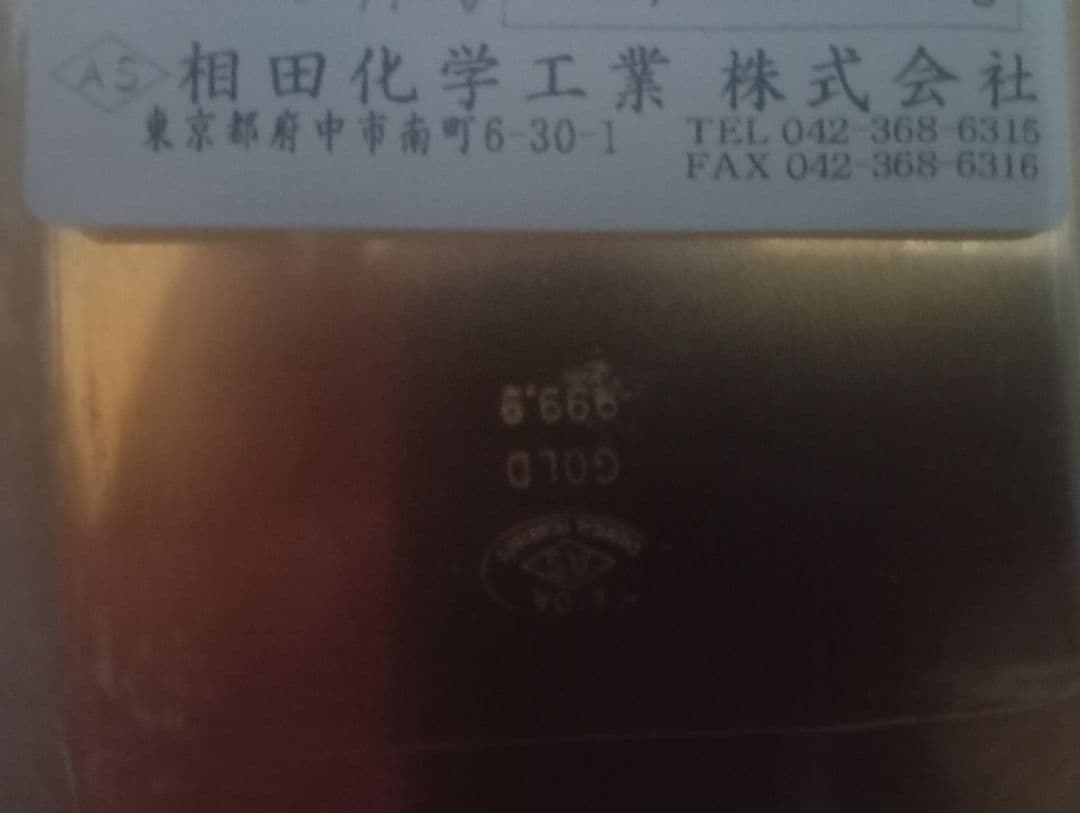 AS 相田化学工業 株式会社
東京都府中市南町6-30-1
TEL 042-368-6315
FAX 042-368-6316
999.9
GOLD
AS